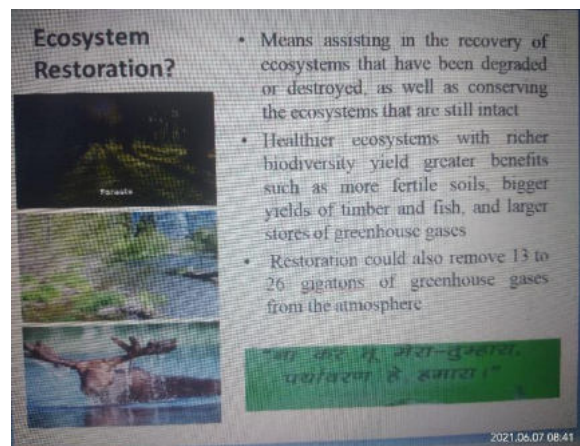 Ecosystem
Restoration?
Forests
• Means assisting in the recovery of
ecosystems that have been degraded
or destroyed, as well as conserving
the ecosystems that are still intact
• Healthier ecosystems with richer
biodiversity yield greater benefits
such as more fertile soils, bigger
yields of timber and fish, and larger
stores of greenhouse gases
• Restoration could also remove 13 to
26 gigatons of greenhouse gases
from the atmosphere
"ना कर तू मेरा-तुम्हारा,
पर्यावरण है हमारा।"
2021.06.07 08:41